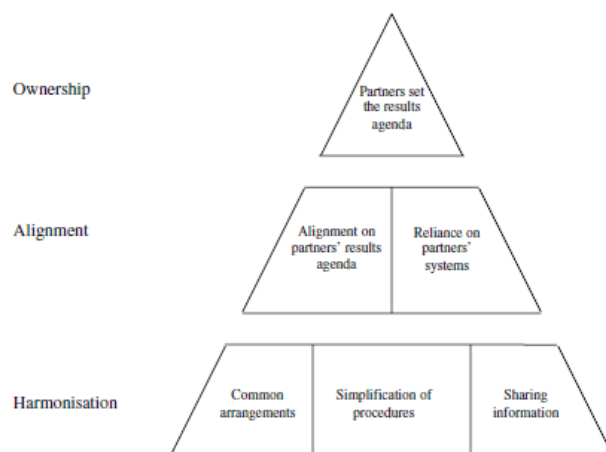 Ownership
Partners set
the results
agenda
Alignment
Alignment on
partners' results
agenda
Reliance on
partners'
systems
Harmonisation
Common
arrangements
Simplification of
procedures
Sharing
information